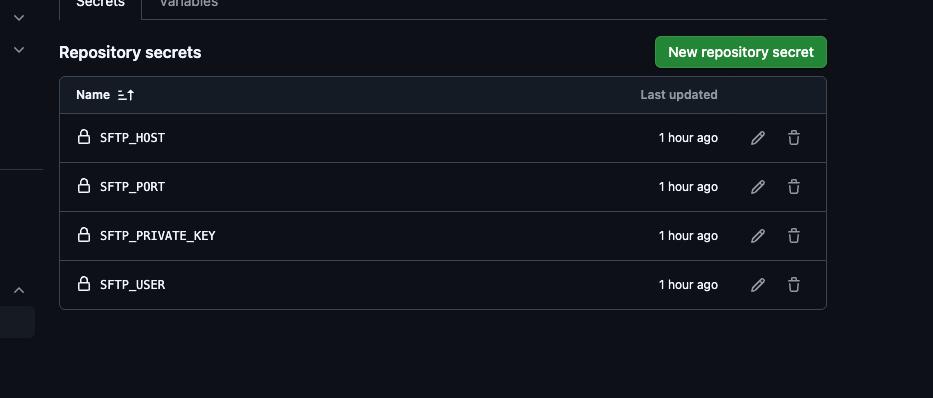 Secrets Variables
Repository secrets New repository secret
Name Last updated
SFTP_HOST 1 hour ago
SFTP_PORT 1 hour ago
SFTP_PRIVATE_KEY 1 hour ago
SFTP_USER 1 hour ago